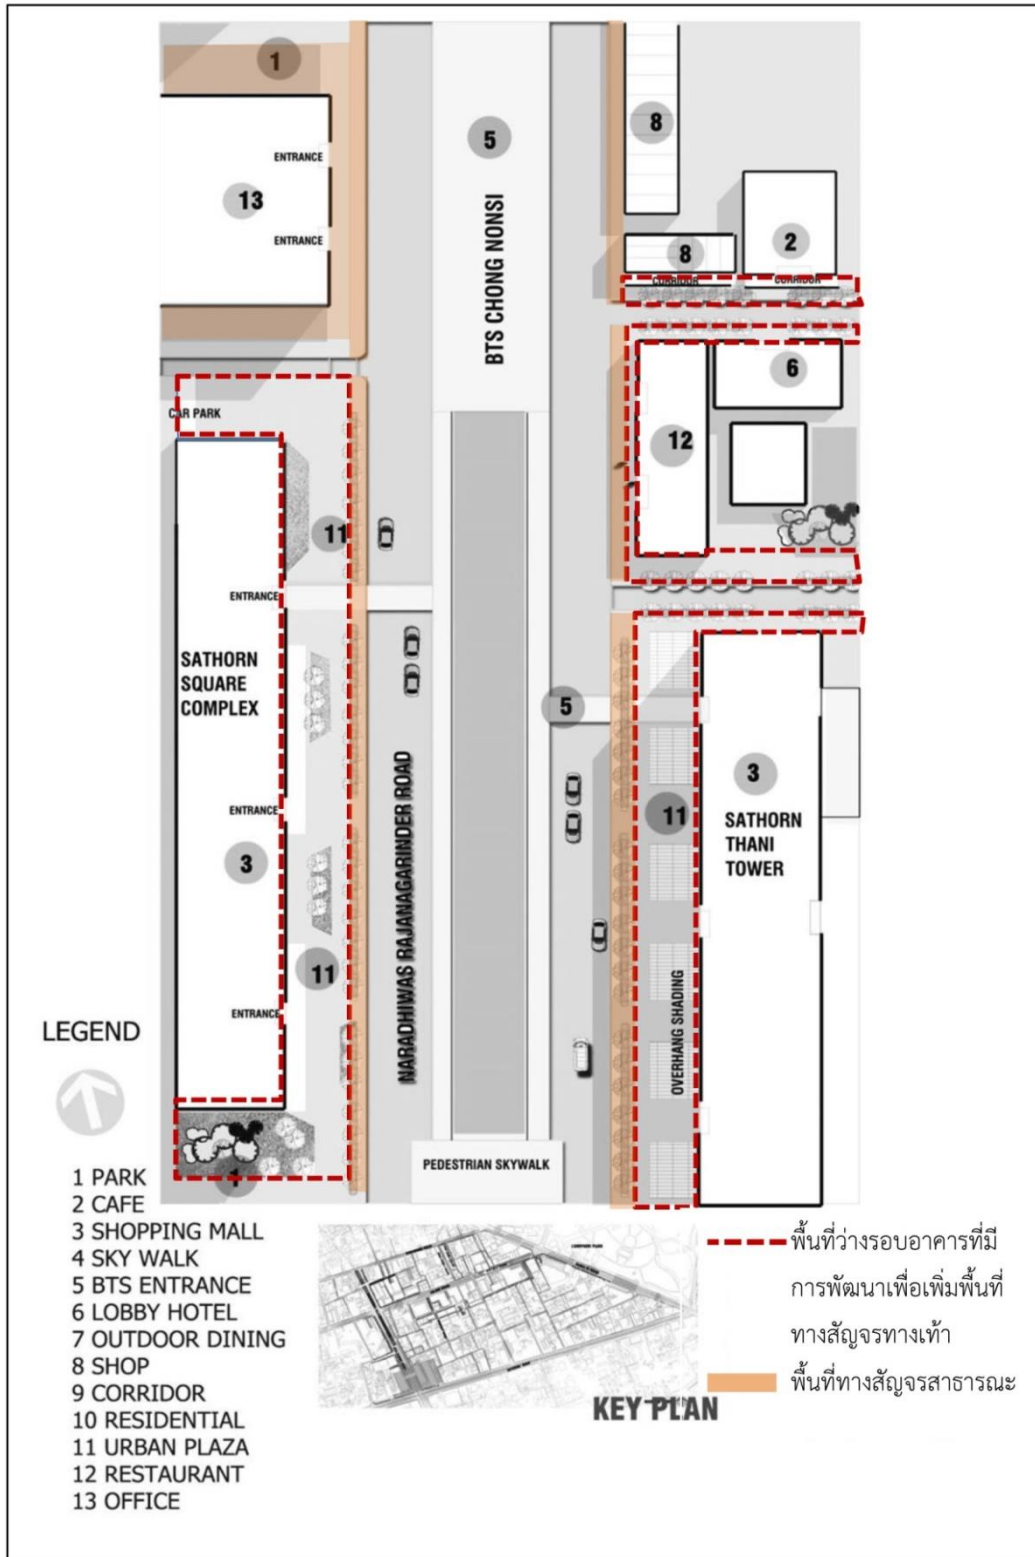 1
ENTRANCE
13
ENTRANCE
5
BTS CHONG NONSI
8
8
2
CORRIDOR
CORRIDOR
6
12
CAR PARK
11
ENTRANCE
SATHORN
SQUARE
COMPLEX
5
NARADHIWAS RAJANAGARINDER ROAD
ENTRANCE
3
11
3
SATHORN
THANI
TOWER
11
OVERHANG SHADING
ENTRANCE
PEDESTRIAN SKYWALK
LEGEND
1 PARK
2 CAFE
3 SHOPPING MALL
4 SKY WALK
5 BTS ENTRANCE
6 LOBBY HOTEL
7 OUTDOOR DINING
8 SHOP
9 CORRIDOR
10 RESIDENTIAL
11 URBAN PLAZA
12 RESTAURANT
13 OFFICE
KEY PLAN
พื้นที่ว่างรอบอาคารที่มี
การพัฒนาเพื่อเพิ่มพื้นที่
ทางสัญจรทางเท้า
พื้นที่ทางสัญจรสาธารณะ